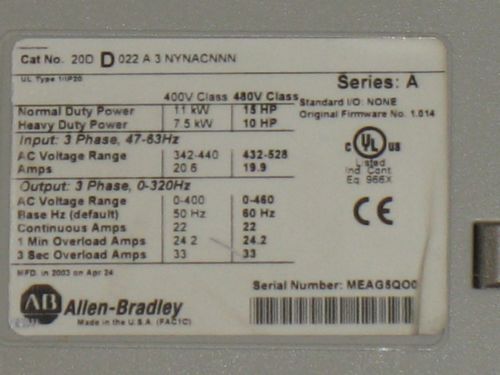 Cat No. 20D D 022 A 3 NYNACNNN
UL Type 1/IP20
Series: A
400V Class 480V Class
Standard I/O: NONE
Original Firmware No. 1.014
Normal Duty Power 11 kW 15 HP
Heavy Duty Power 7.5 kW 10 HP
Input: 3 Phase, 47-63Hz
AC Voltage Range 342-440 432-528
Amps 20.6 19.9
C UL US
Listed
Ind. Cont.
Eq. 966X
Output: 3 Phase, 0-320Hz
AC Voltage Range 0-400 0-460
Base Hz (default) 50 Hz 60 Hz
Continuous Amps 22 22
1 Min Overload Amps 24.2 24.2
3 Sec Overload Amps 33 33
CE
MFD. in 2003 on Apr 24
Serial Number: MEAG5QO0
AB Allen-Bradley
Made in the U.S.A. (FAC1C)